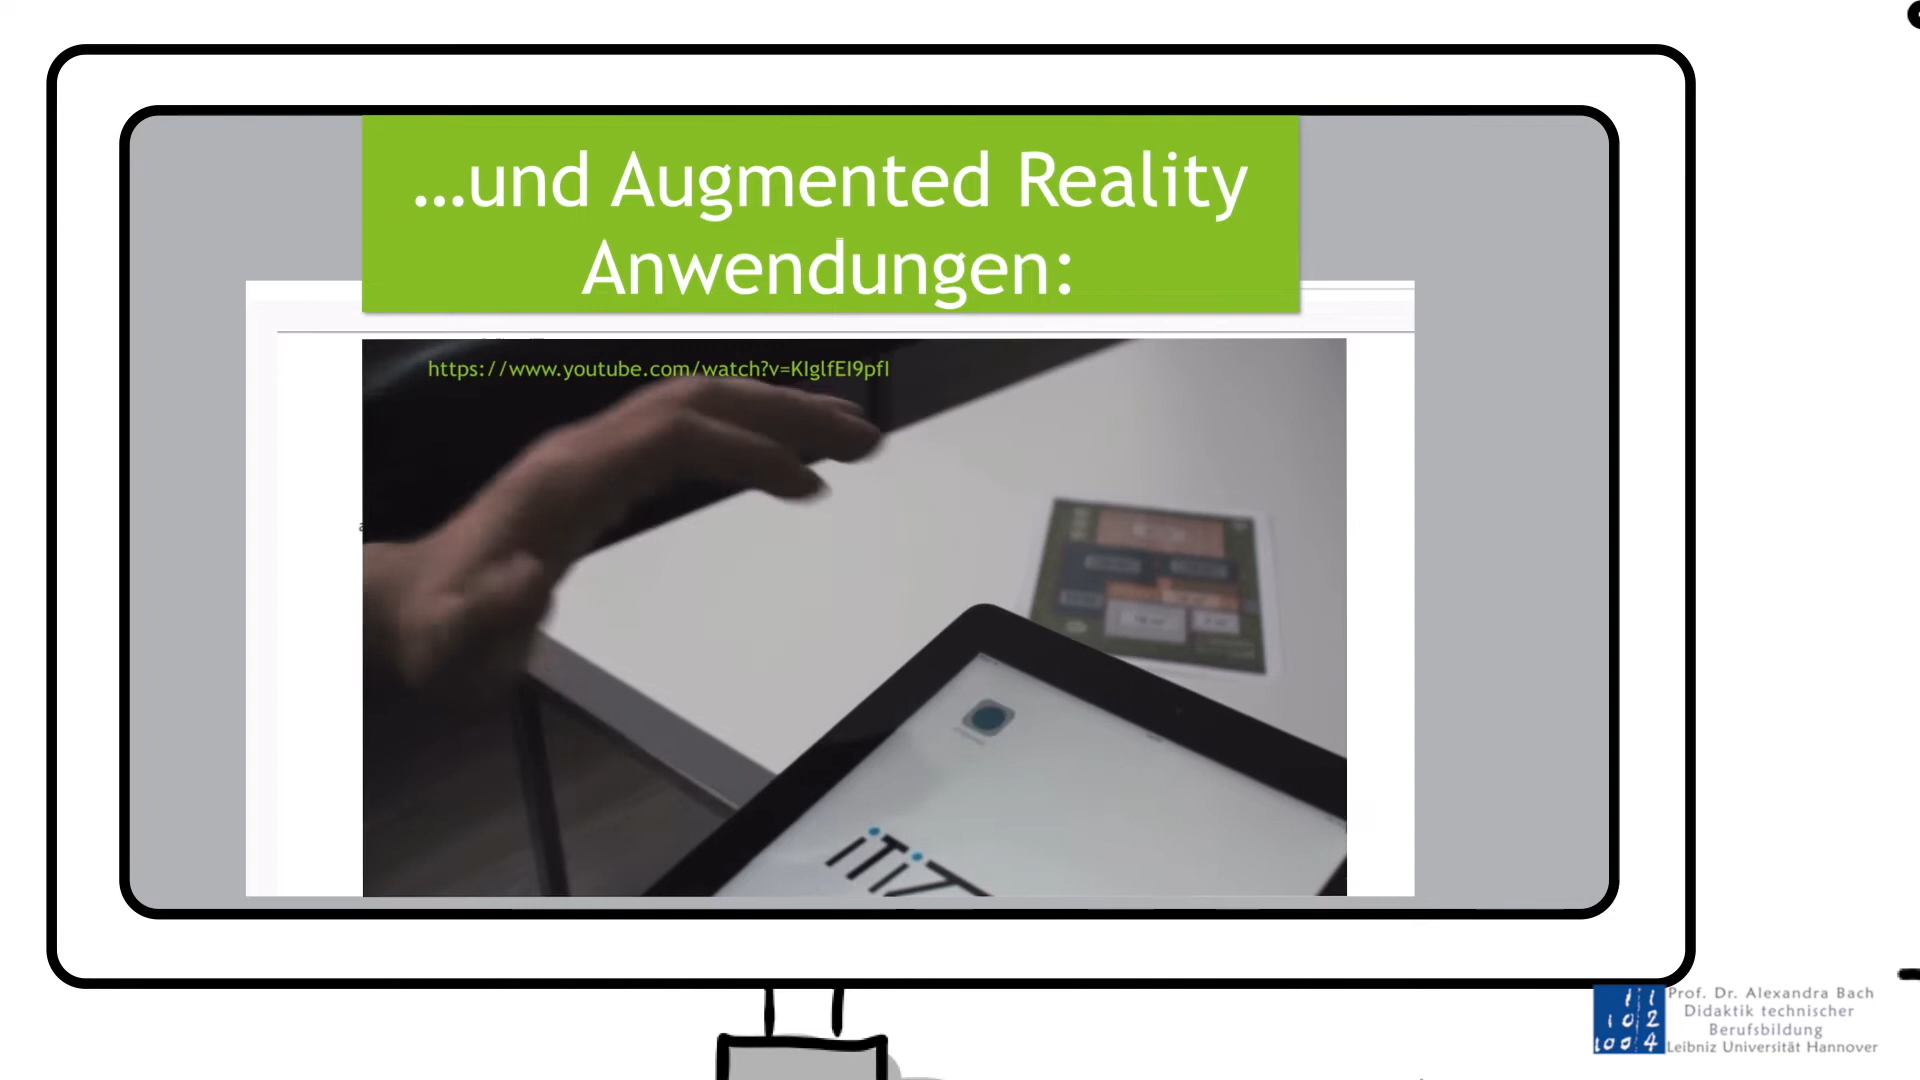 …und Augmented Reality
Anwendungen:
https://www.youtube.com/watch?v=KIglfEI9pfI
iTiZ
Prof. Dr. Alexandra Bach
Didaktik technischer
Berufsbildung
Leibniz Universität Hannover